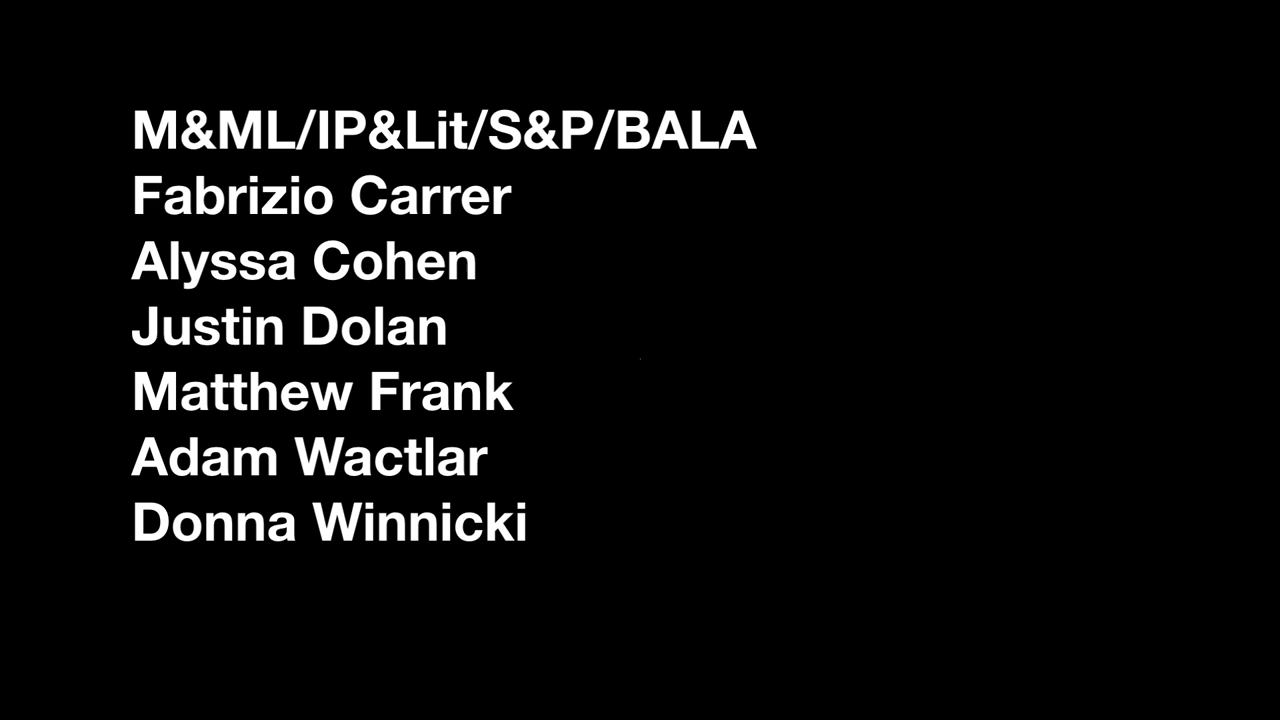 M&ML/IP&Lit/S&P/BALA
Fabrizio Carrer
Alyssa Cohen
Justin Dolan
Matthew Frank
Adam Wactlar
Donna Winnicki